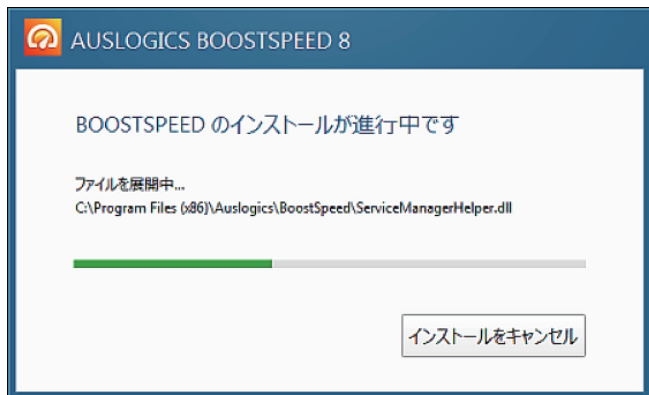 AUSLOGICS BOOSTSPEED 8
BOOSTSPEED のインストールが進行中です
ファイルを展開中...
C:\Program Files (x86)\Auslogics\BoostSpeed\ServiceManagerHelper.dll
インストールをキャンセル